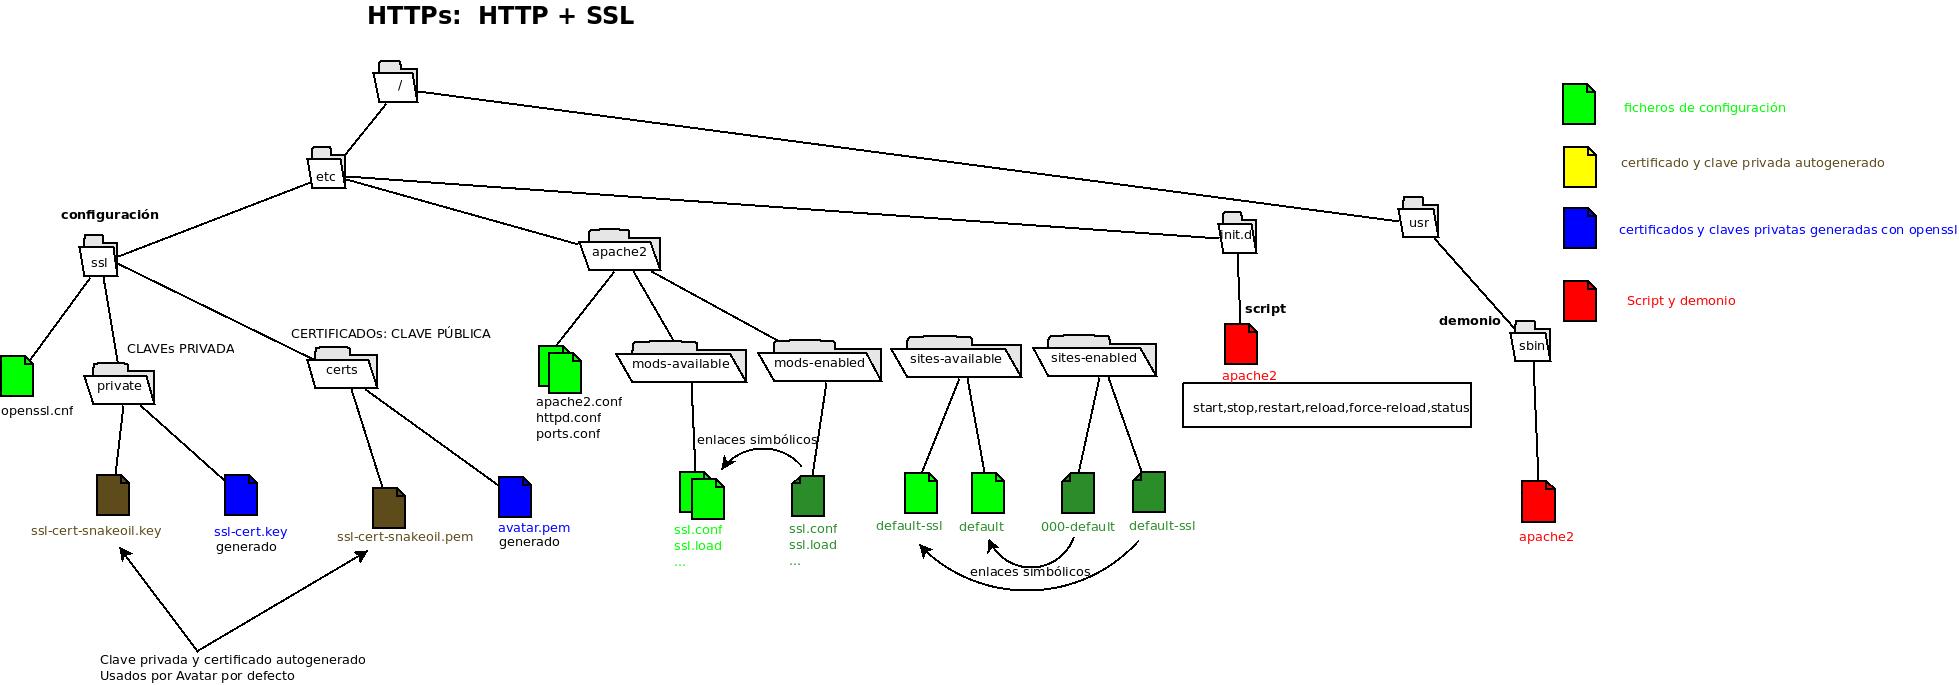 HTTPs: HTTP + SSL
/
ficheros de configuración
certificado y clave privada autogenerado
etc
configuración
usr
certificados y claves privatas generadas con openssl
init.d
apache2
ssl
script
Script y demonio
demonio
CERTIFICADOs: CLAVE PÚBLICA
CLAVEs PRIVADA
sbin
private
certs
mods-available
mods-enabled
sites-available
sites-enabled
apache2
openssl.cnf
apache2.conf
httpd.conf
ports.conf
start,stop,restart,reload,force-reload,status
enlaces simbólicos
ssl-cert-snakeoil.key
ssl-cert.key
generado
ssl-cert-snakeoil.pem
avatar.pem
generado
ssl.conf
ssl.load
...
ssl.conf
ssl.load
...
default-ssl
default
000-default
default-ssl
apache2
enlaces simbólicos
Clave privada y certificado autogenerado
Usados por Avatar por defecto